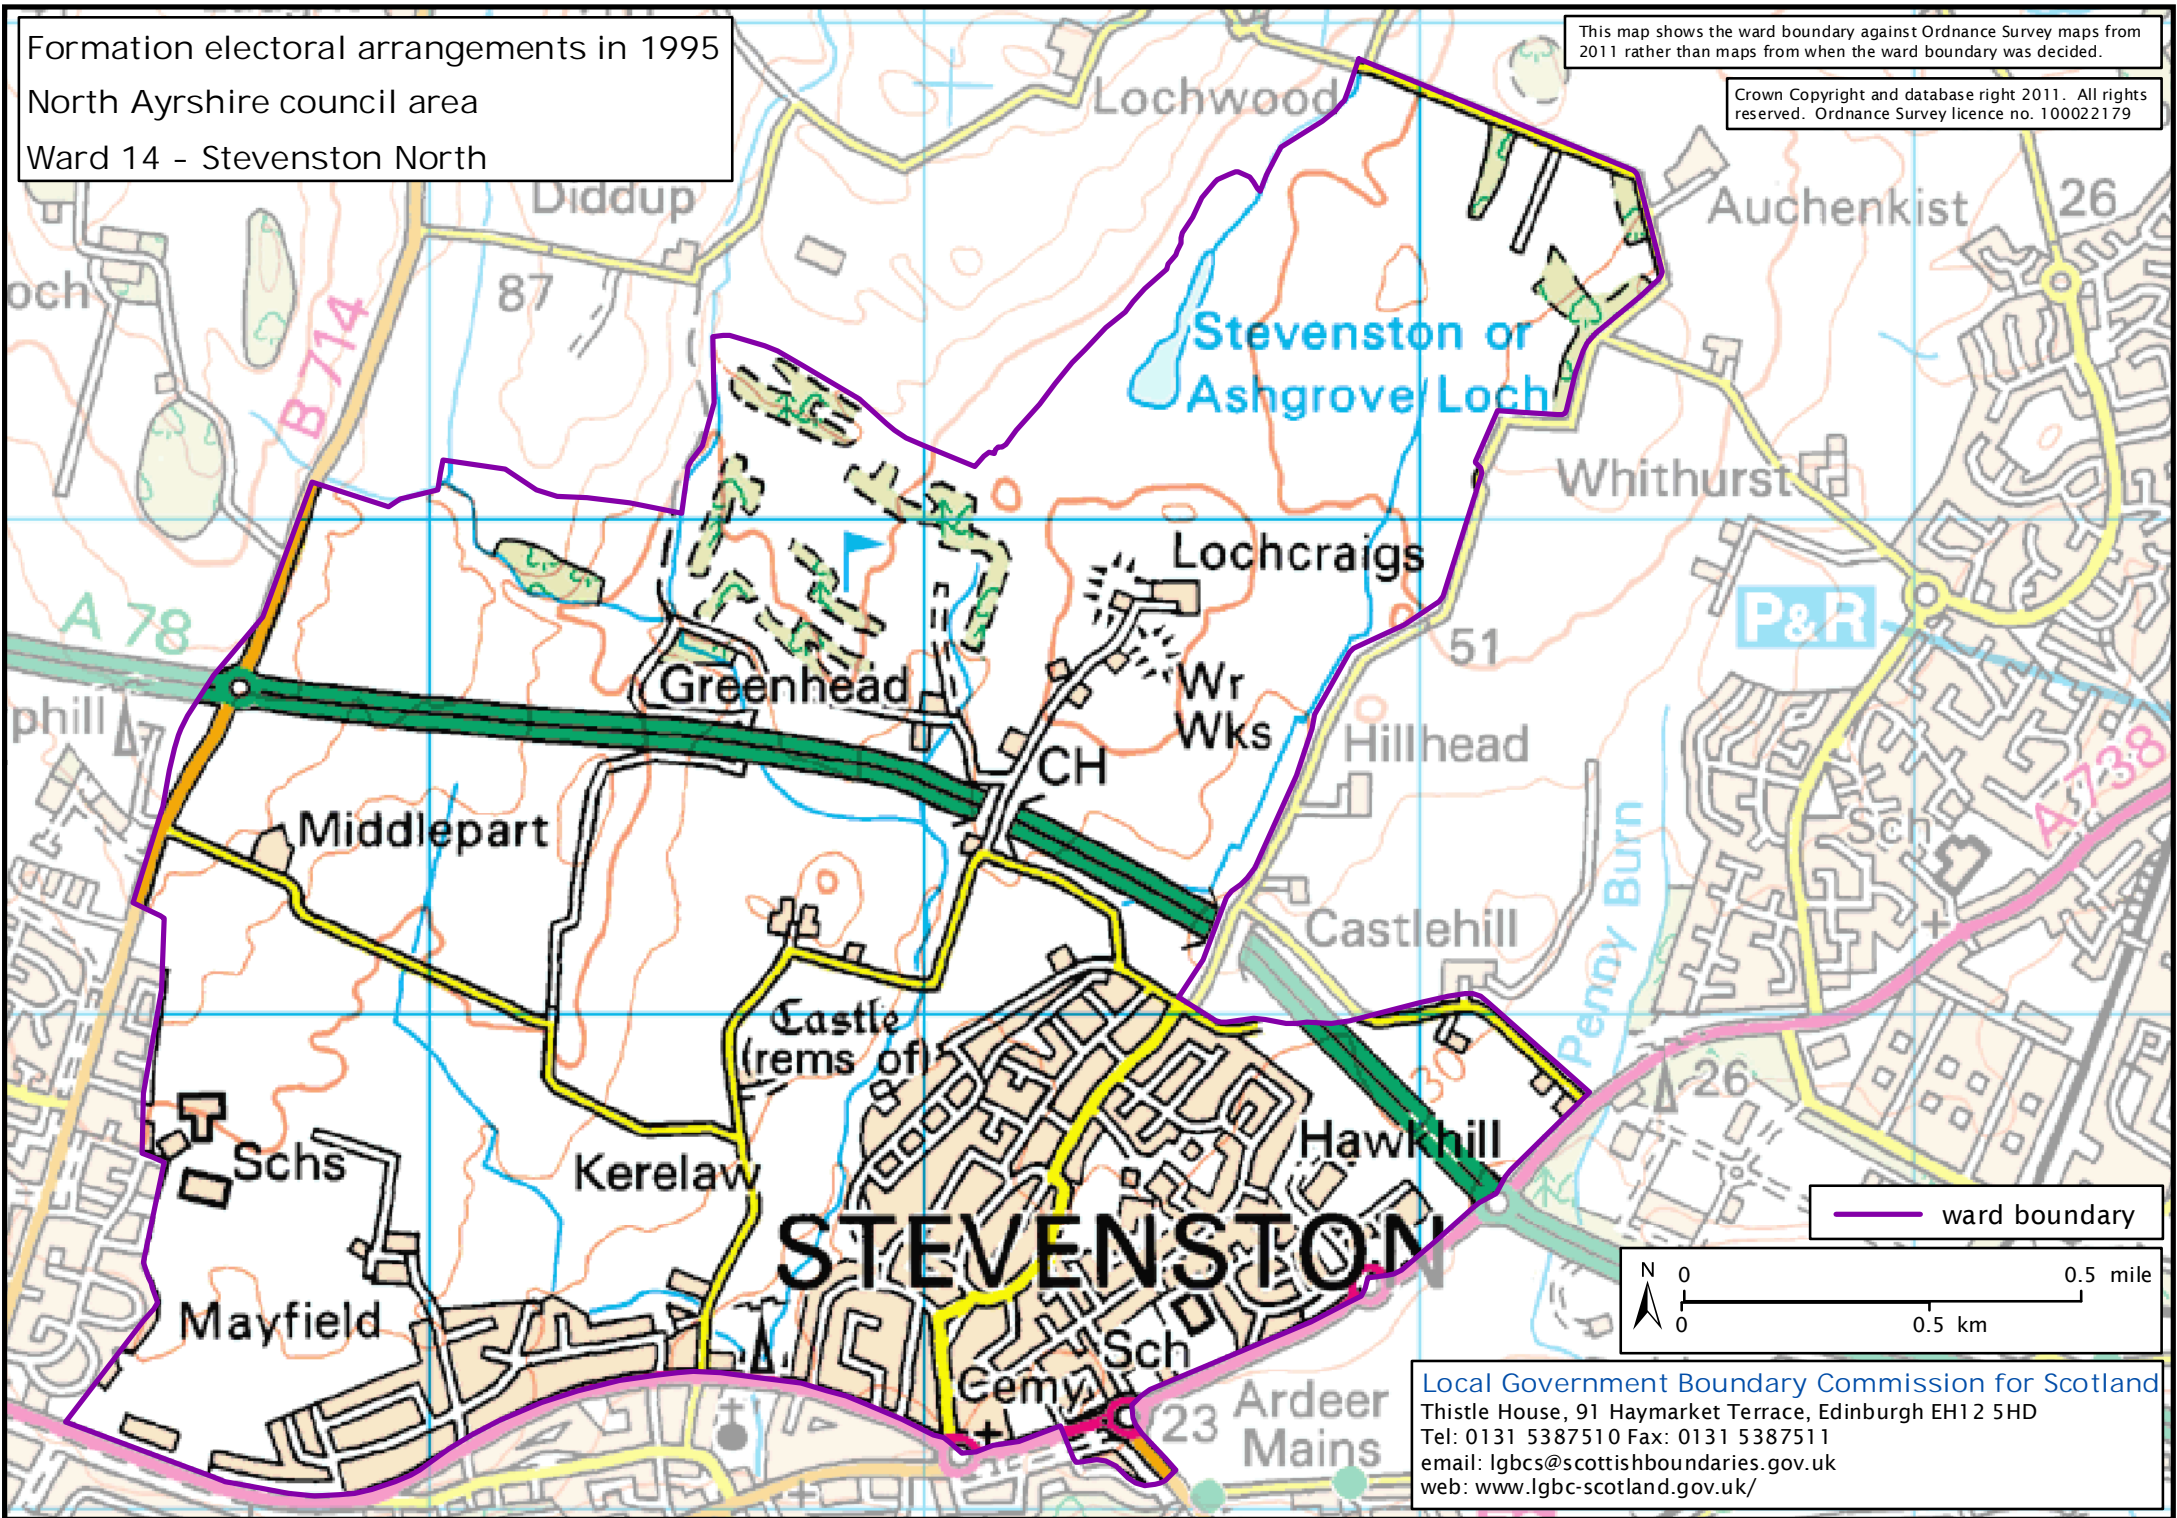 Formation electoral arrangements in 1995
North Ayrshire council area
Ward 14 - Stevenston North
This map shows the ward boundary against Ordnance Survey maps from
2011 rather than maps from when the ward boundary was decided.
Crown Copyright and database right 2011. All rights
reserved. Ordnance Survey licence no. 100022179
Lochwood
Diddup
Auchenkist
26
87
och
B 714
Stevenston or
Ashgrove Loch
Whithurst
Lochcraigs
P&R
A 78
51
Greenhead
Wr
Wks
phill
Hillhead
CH
A 738
Middlepart
Sch
Penny Burn
Castlehill
Castle
(rems of)
30
26
Hawkhill
Schs
Kerelaw
STEVENSTON
ward boundary
N
0
0.5 mile
0
0.5 km
Mayfield
Sch
Cemy
23
Ardeer
Mains
Local Government Boundary Commission for Scotland
Thistle House, 91 Haymarket Terrace, Edinburgh EH12 5HD
Tel: 0131 5387510 Fax: 0131 5387511
email: lgbcs@scottishboundaries.gov.uk
web: www.lgbc-scotland.gov.uk/